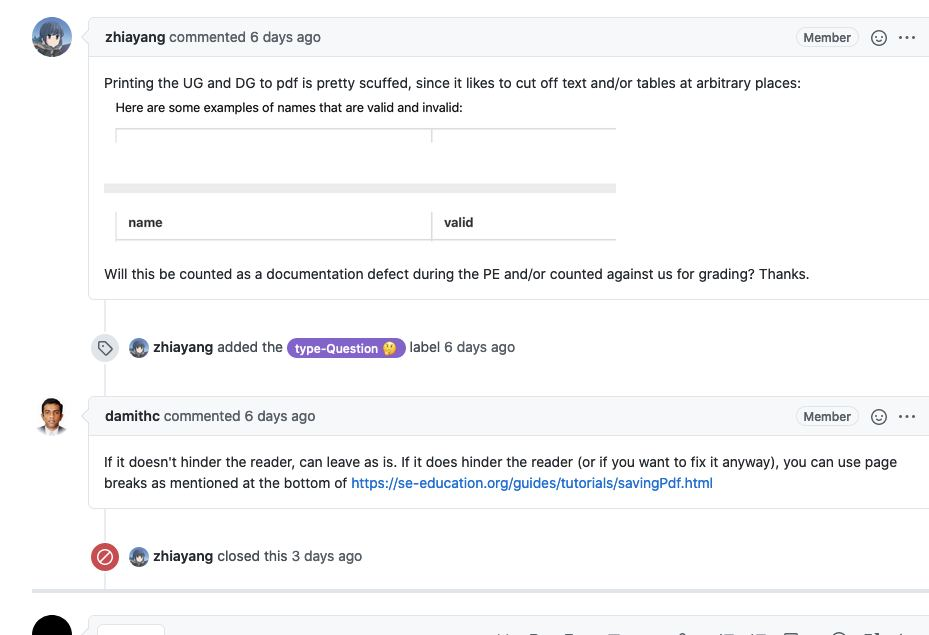 zhiayang commented 6 days ago
Member
Printing the UG and DG to pdf is pretty scuffed, since it likes to cut off text and/or tables at arbitrary places:
Here are some examples of names that are valid and invalid:
name valid
Will this be counted as a documentation defect during the PE and/or counted against us for grading? Thanks.
zhiayang added the type-Question 🤔 label 6 days ago
damithc commented 6 days ago
Member
If it doesn't hinder the reader, can leave as is. If it does hinder the reader (or if you want to fix it anyway), you can use page
breaks as mentioned at the bottom of https://se-education.org/guides/tutorials/savingPdf.html
zhiayang closed this 3 days ago